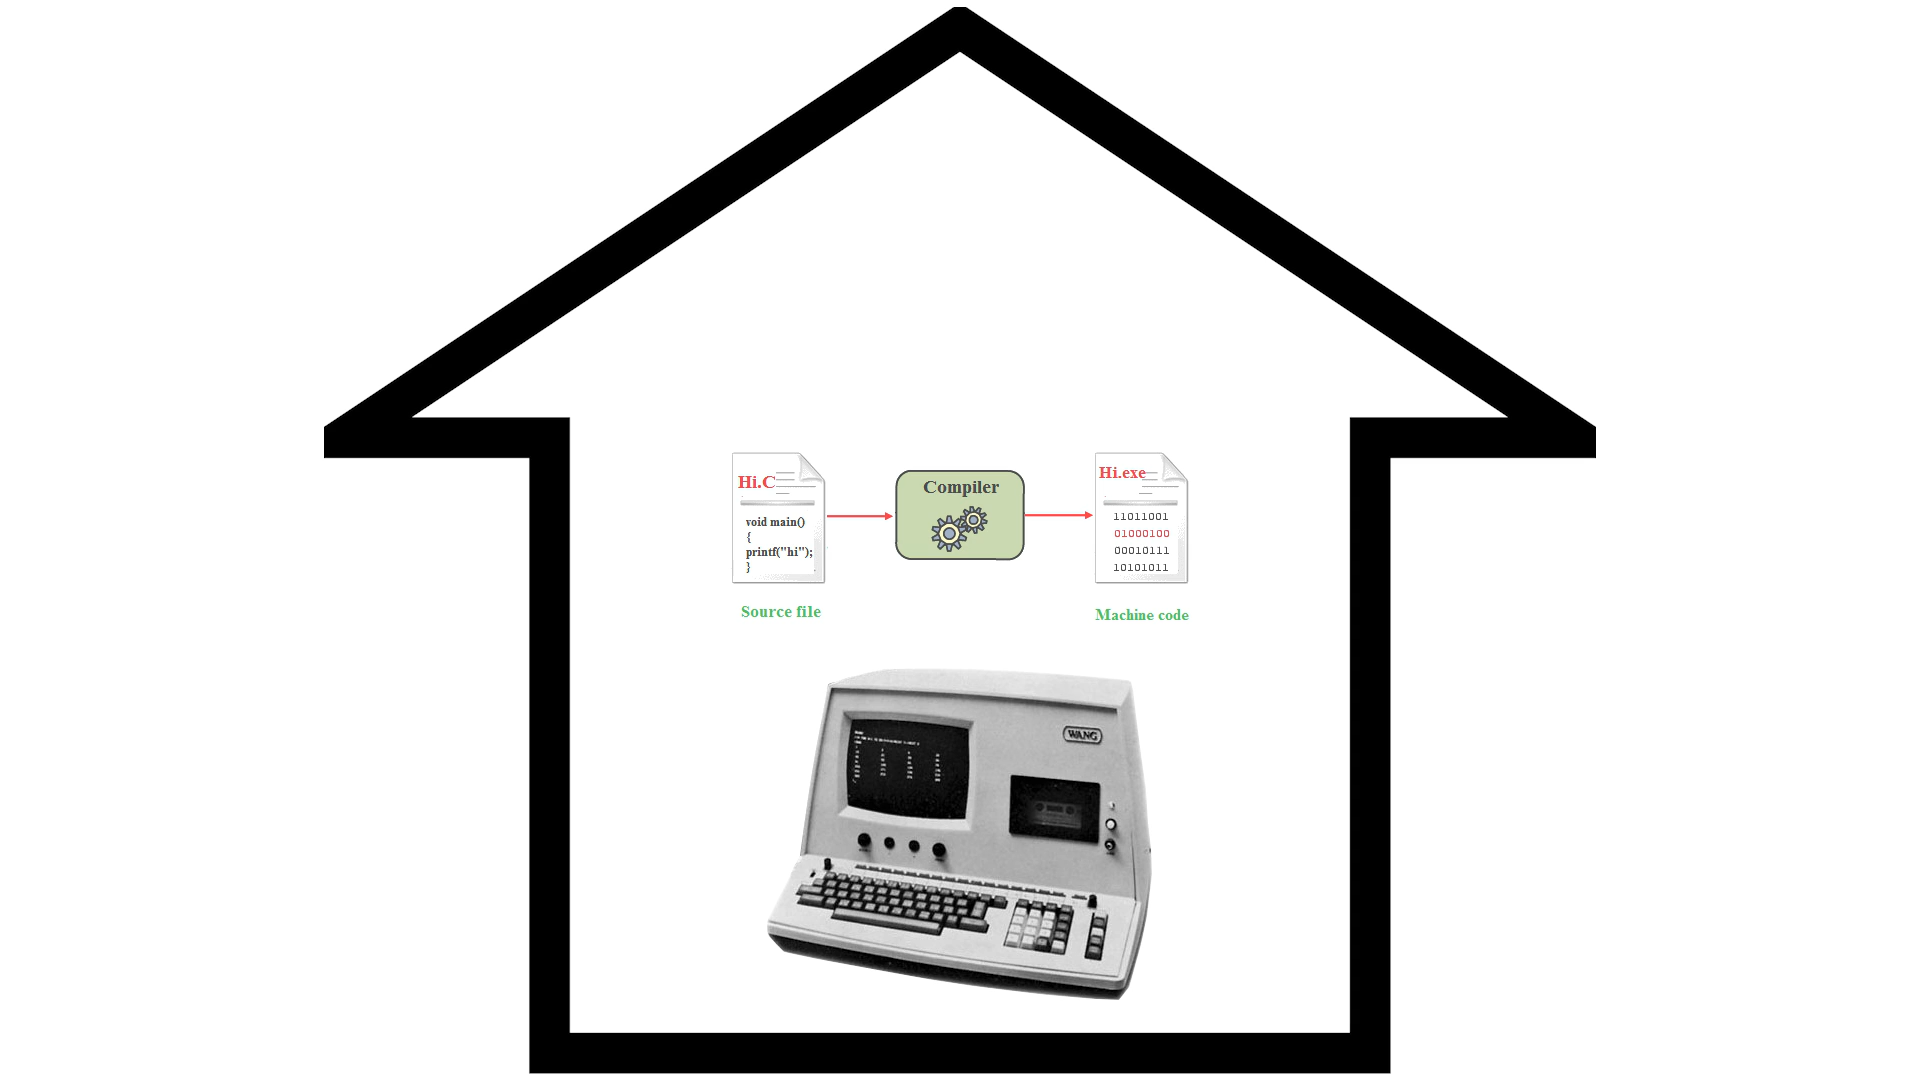 Hi.C
void main()
{
printf("hi");
}
Source file
Compiler
Hi.exe
11011001
01000100
00010111
10101011
Machine code
WANG